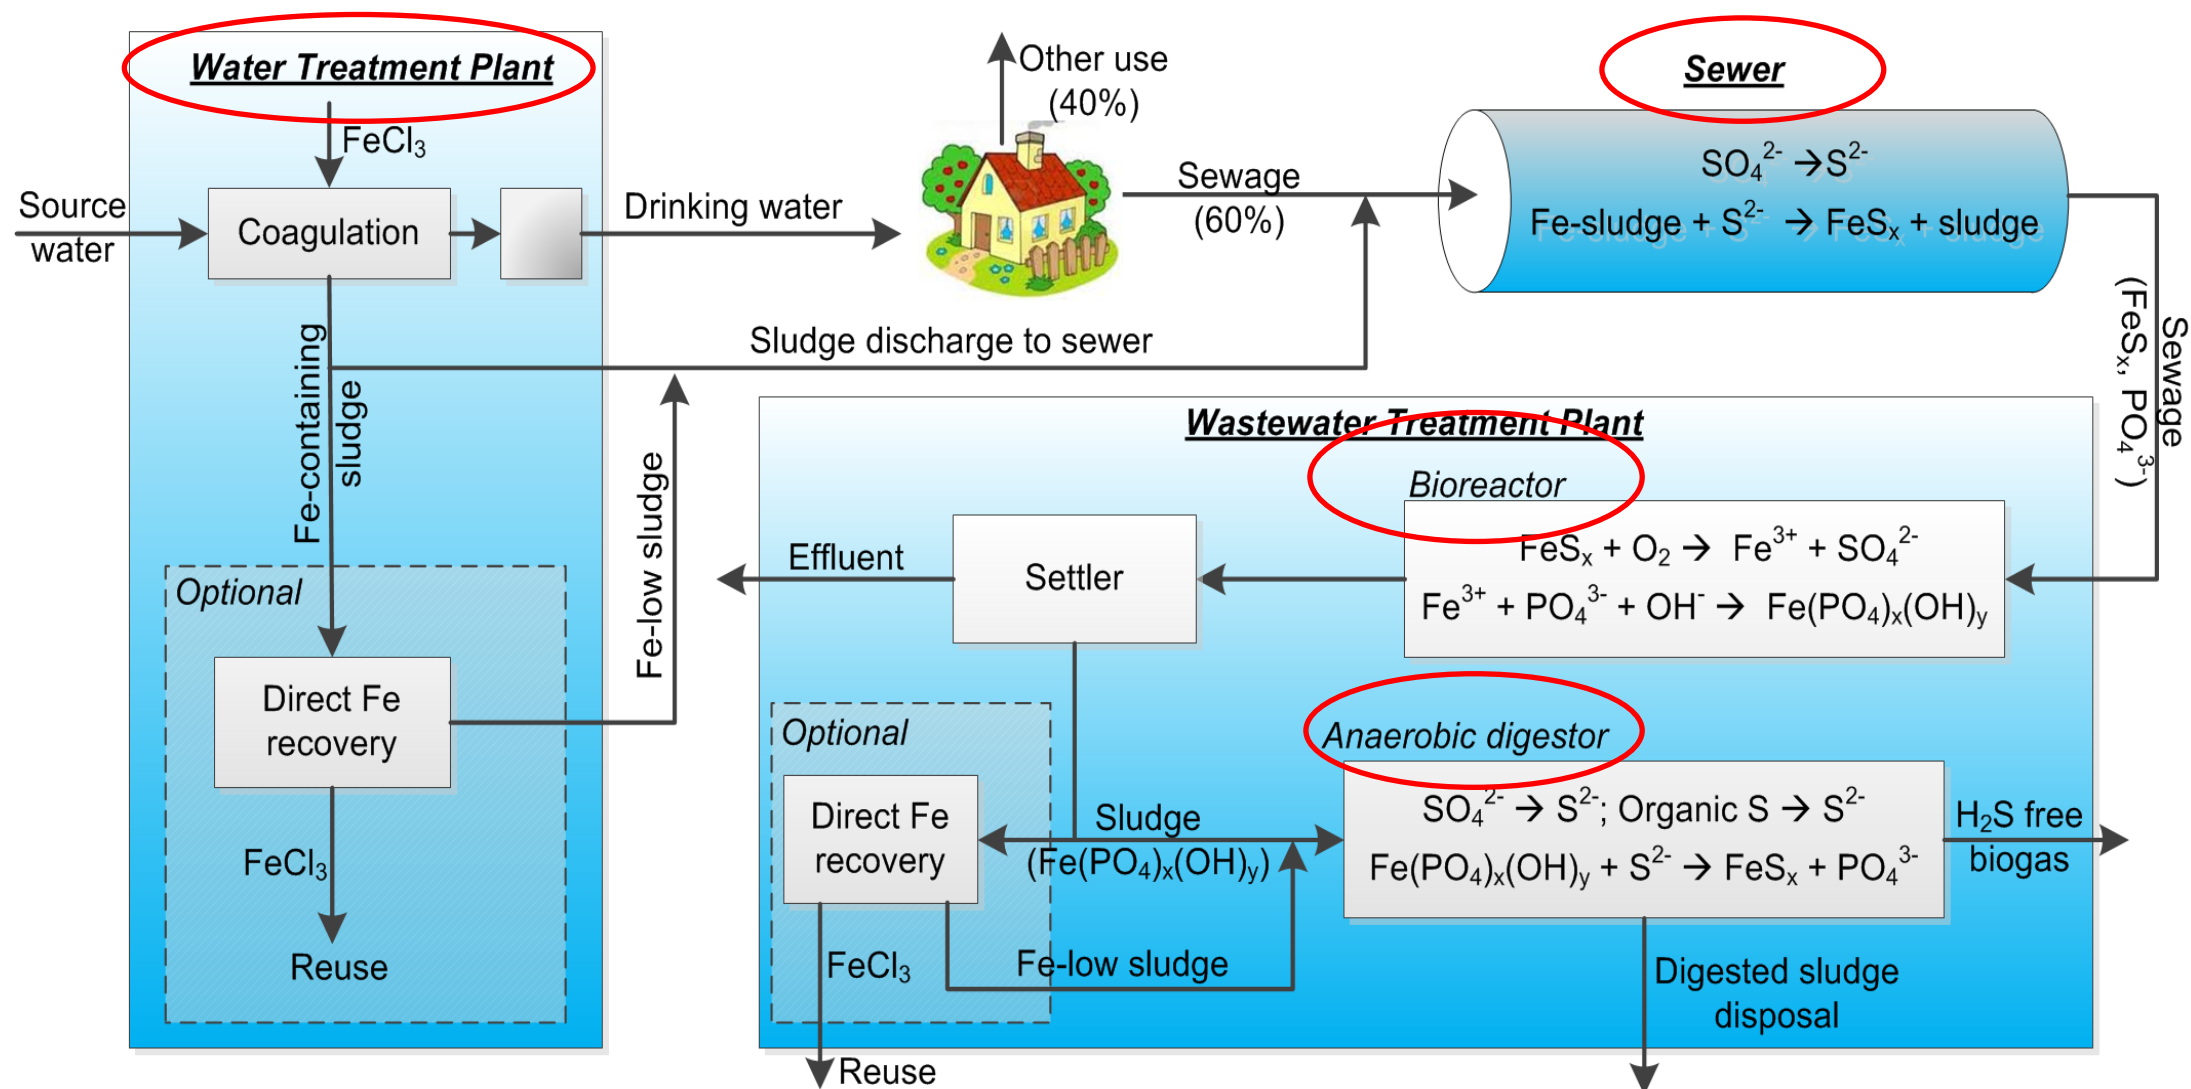 Water Treatment Plant
FeCl₃
Source
water
Coagulation
Drinking water
Other use
(40%)
Sewage
(60%)
Sewer
SO₄²⁻ →S²⁻
Fe-sludge + S²⁻ → FeSₓ + sludge
Sewage
(FeSₓ, PO₄³⁻)
Sludge discharge to sewer
Fe-containing
sludge
Fe-low sludge
Optional
Direct Fe
recovery
FeCl₃
Reuse
Wastewater Treatment Plant
Bioreactor
FeSₓ + O₂ → Fe³⁺ + SO₄²⁻
Fe³⁺ + PO₄³⁻ + OH⁻ → Fe(PO₄)ₓ(OH)ᵧ
Settler
Effluent
Optional
Direct Fe
recovery
Sludge
(Fe(PO₄)ₓ(OH)ᵧ)
FeCl₃
Fe-low sludge
Reuse
Anaerobic digestor
SO₄²⁻ → S²⁻; Organic S → S²⁻
Fe(PO₄)ₓ(OH)ᵧ + S²⁻ → FeSₓ + PO₄³⁻
H₂S free
biogas
Digested sludge
disposal